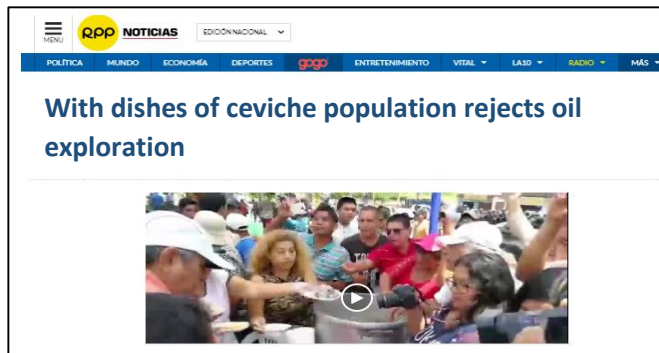 MENU
RPP NOTICIAS
EDICIÓN NACIONAL
POLÍTICA MUNDO ECONOMÍA DEPORTES gogo ENTRETENIMIENTO VITAL LA10 RADIO MÁS
With dishes of ceviche population rejects oil
exploration